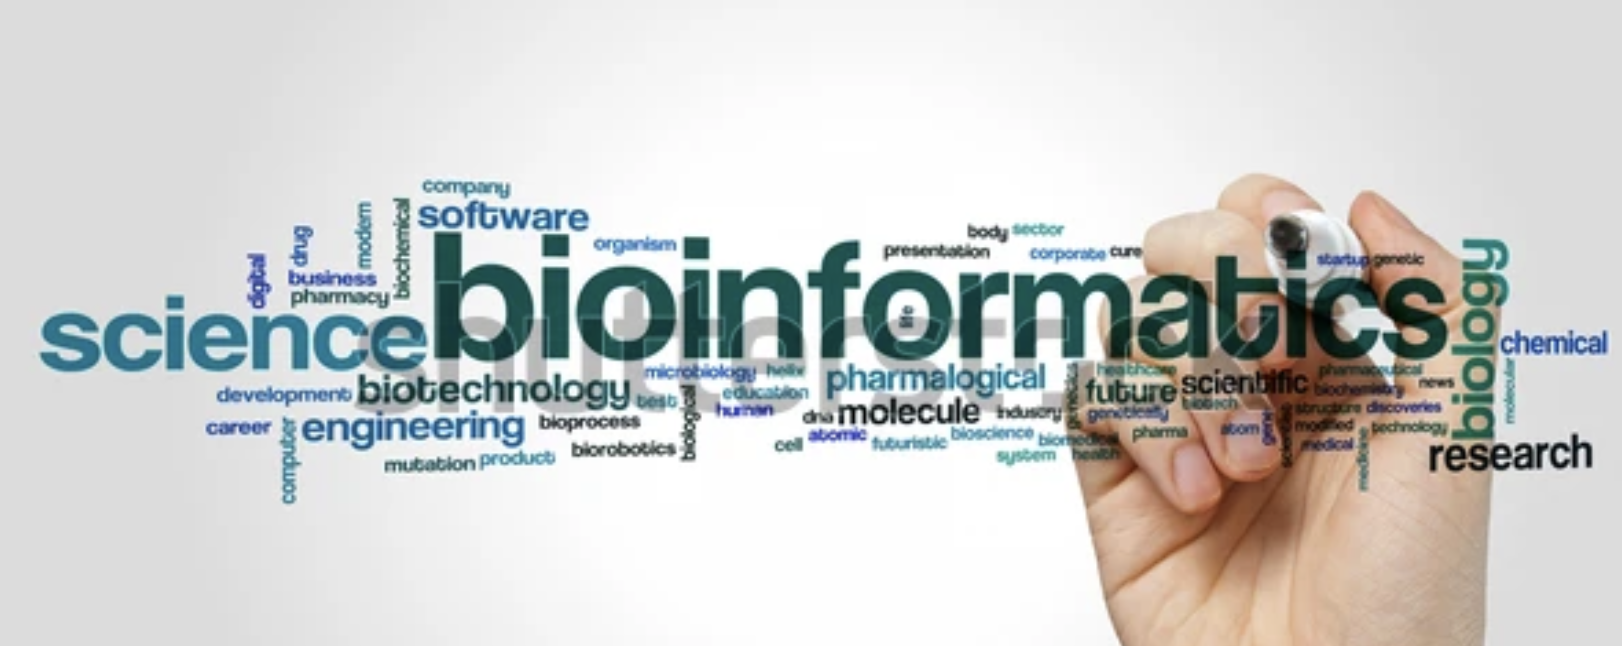 company
software
modern
drug
biochemical
digital
business
pharmacy
organism
body sector
presentation
corporate cure
startup genetic
science bioinformatics
life
biology
chemical
shutterstock
development biotechnology
microbiology helix
test
education
human
biological
pharmalogical
dna molecule industry
genetics
healthcare
future scientific
biotech
genetically
pharmaceutical
biochemistry news
structure discoveries
modified technology
molecular
career engineering
bioprocess
computer
mutation product
biorobotics
cell atomic futuristic bioscience
biomedical
system health
pharma
atom gene
scientist
medical
medicine
research